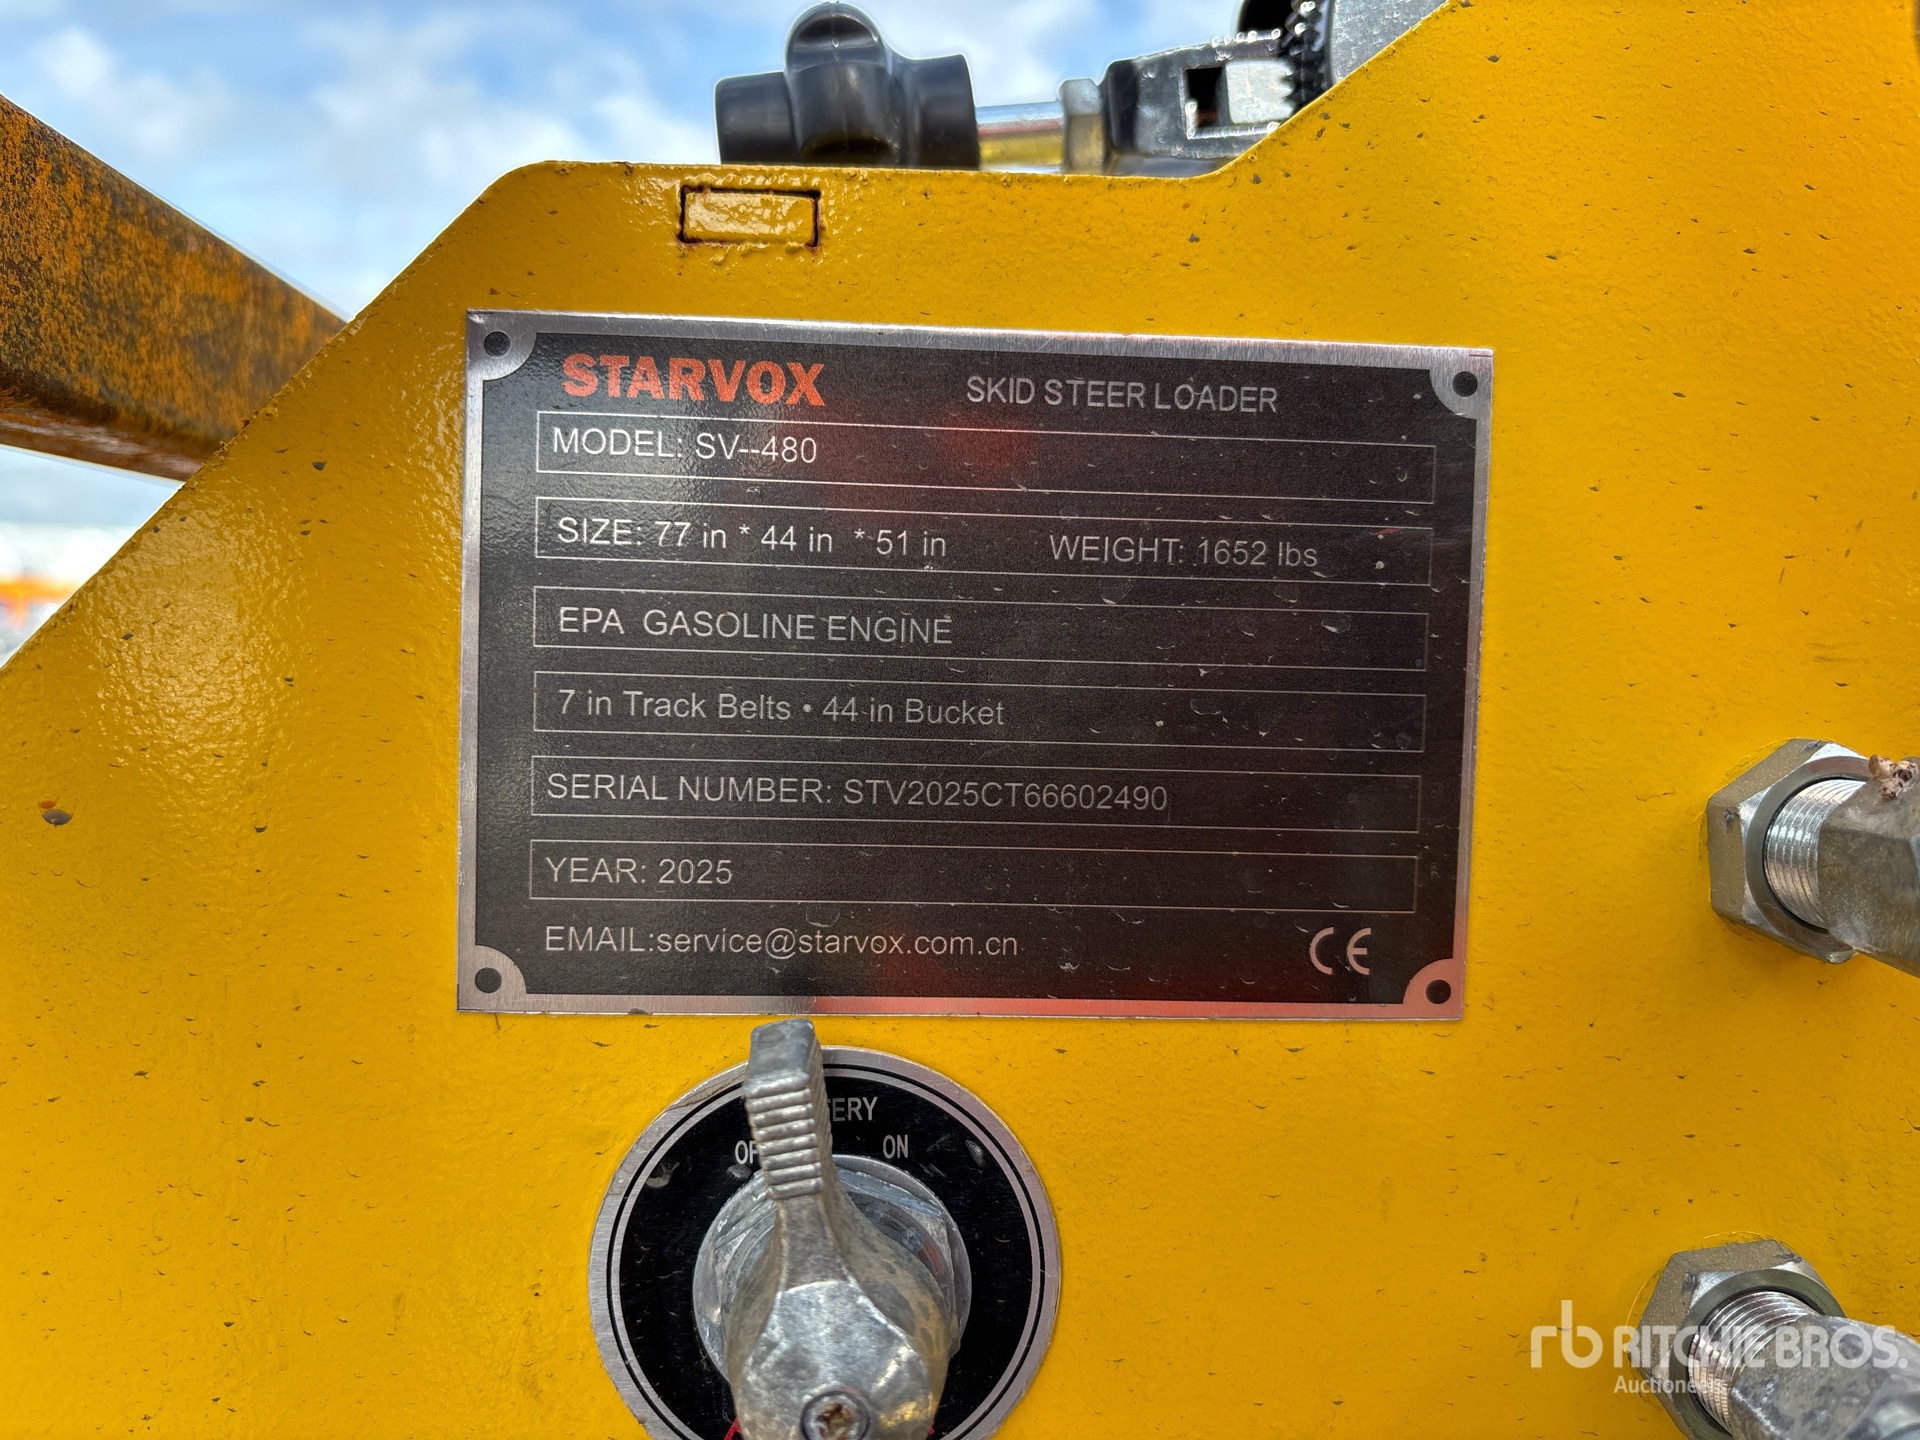 STARVOX SKID STEER LOADER
MODEL: SV--480
SIZE: 77 in * 44 in * 51 in WEIGHT: 1652 lbs
EPA GASOLINE ENGINE
7 in Track Belts • 44 in Bucket
SERIAL NUMBER: STV2025CT66602490
YEAR: 2025
EMAIL:service@starvox.com.cn CE
ON
rb RITCHIE BROS.
Auctioneers